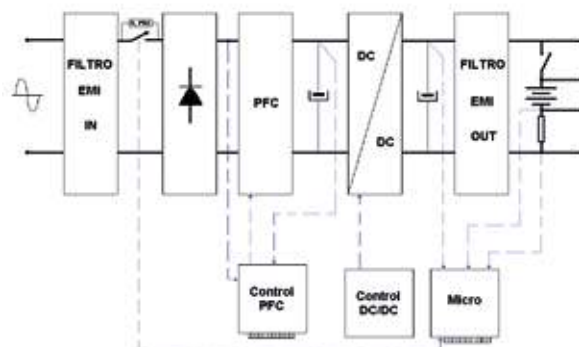 FILTRO
EMI
IN
PFC
DC
DC
FILTRO
EMI
OUT
Control
PFC
Control
DC/DC
Micro